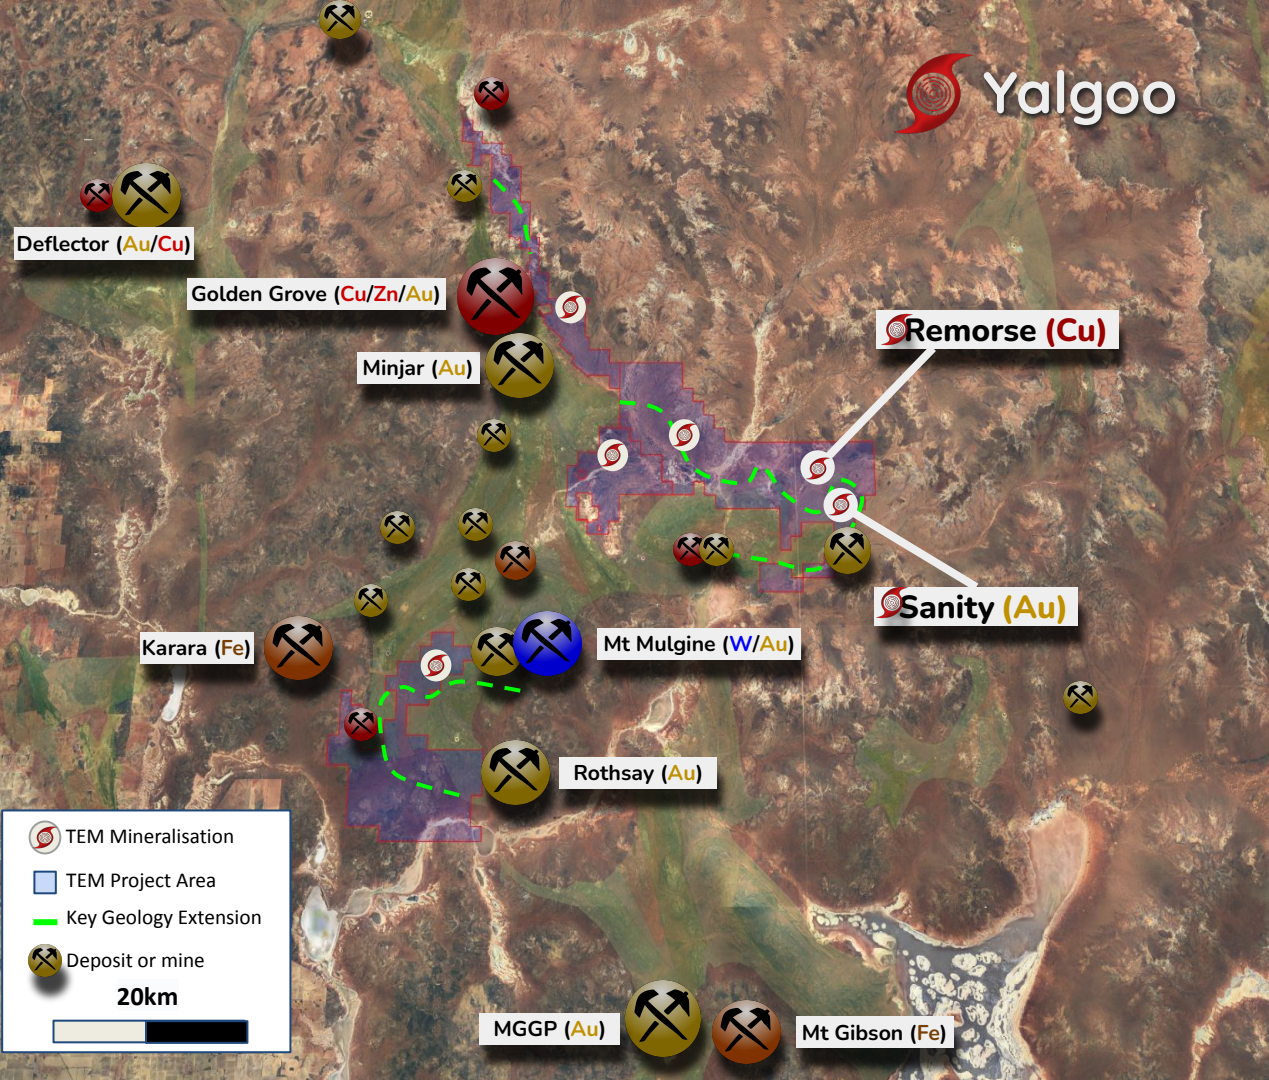 Yalgoo
Deflector (Au/Cu)
Golden Grove (Cu/Zn/Au)
Remorse (Cu)
Minjar (Au)
Sanity (Au)
Karara (Fe)
Mt Mulgine (W/Au)
Rothsay (Au)
TEM Mineralisation
TEM Project Area
Key Geology Extension
Deposit or mine
20km
MGGP (Au)
Mt Gibson (Fe)